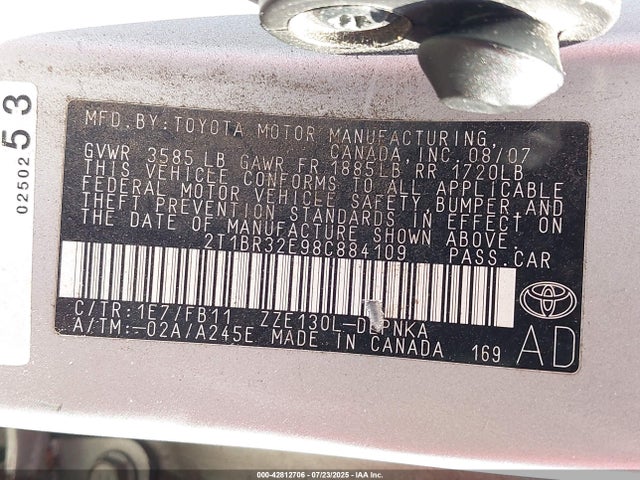 MFD. BY: TOYOTA MOTOR MANUFACTURING,
CANADA, INC. 08/07
GVWR 3585 LB GAWR FR 1885LB RR 1720LB
THIS VEHICLE CONFORMS TO ALL APPLICABLE
FEDERAL MOTOR VEHICLE SAFETY, BUMPER, AND
THEFT PREVENTION STANDARDS IN EFFECT ON
THE DATE OF MANUFACTURE SHOWN ABOVE.
2T1BR32E98C884109 PASS.CAR
C/TR:1E7/FB11 ZZE130L-
A/TM:-02A/A245E MADE IN CANADA 169
AD
0250253
000-42812706 - 07/23/2025 - IAA Inc.